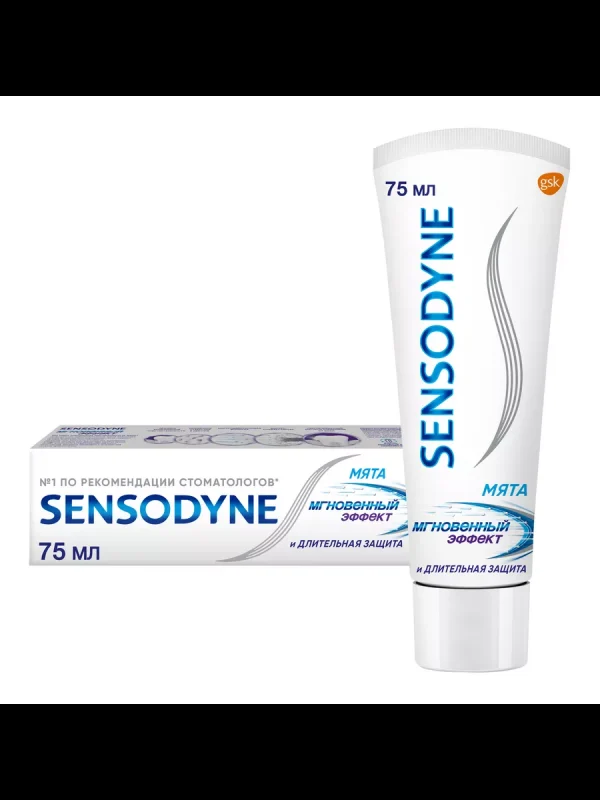 №1 ПО РЕКОМЕНДАЦИИ СТОМАТОЛОГОВ*
SENSODYNE
75 МЛ
МЯТА
МГНОВЕННЫЙ
ЭФФЕКТ
И ДЛИТЕЛЬНАЯ ЗАЩИТА
75 МЛ
gsk
SENSODYNE
МЯТА
МГНОВЕННЫЙ
ЭФФЕКТ
И ДЛИТЕЛЬНАЯ ЗАЩИТА